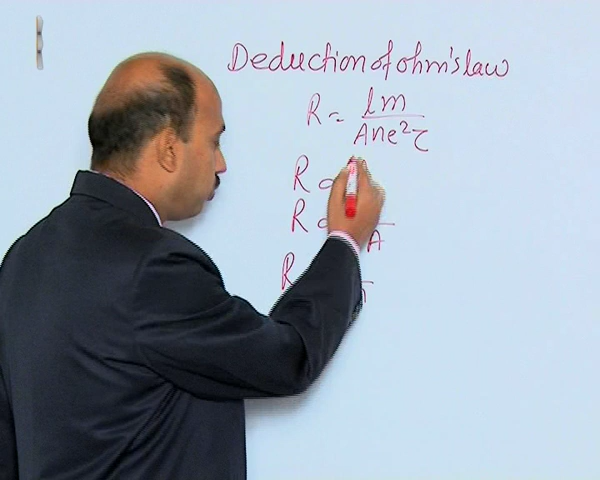 Deduction of ohm's law
R = lm / Ane²τ
R ∝
R ∝ / A
R